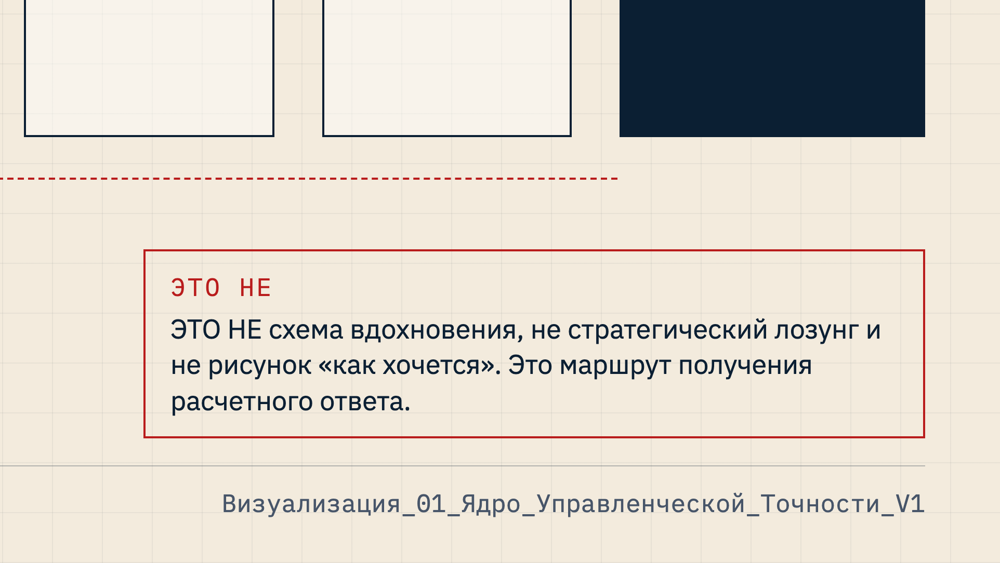 ЭТО НЕ
ЭТО НЕ схема вдохновения, не стратегический лозунг и
не рисунок «как хочется». Это маршрут получения
расчетного ответа.
Визуализация_01_Ядро_Управленческой_Точности_V1